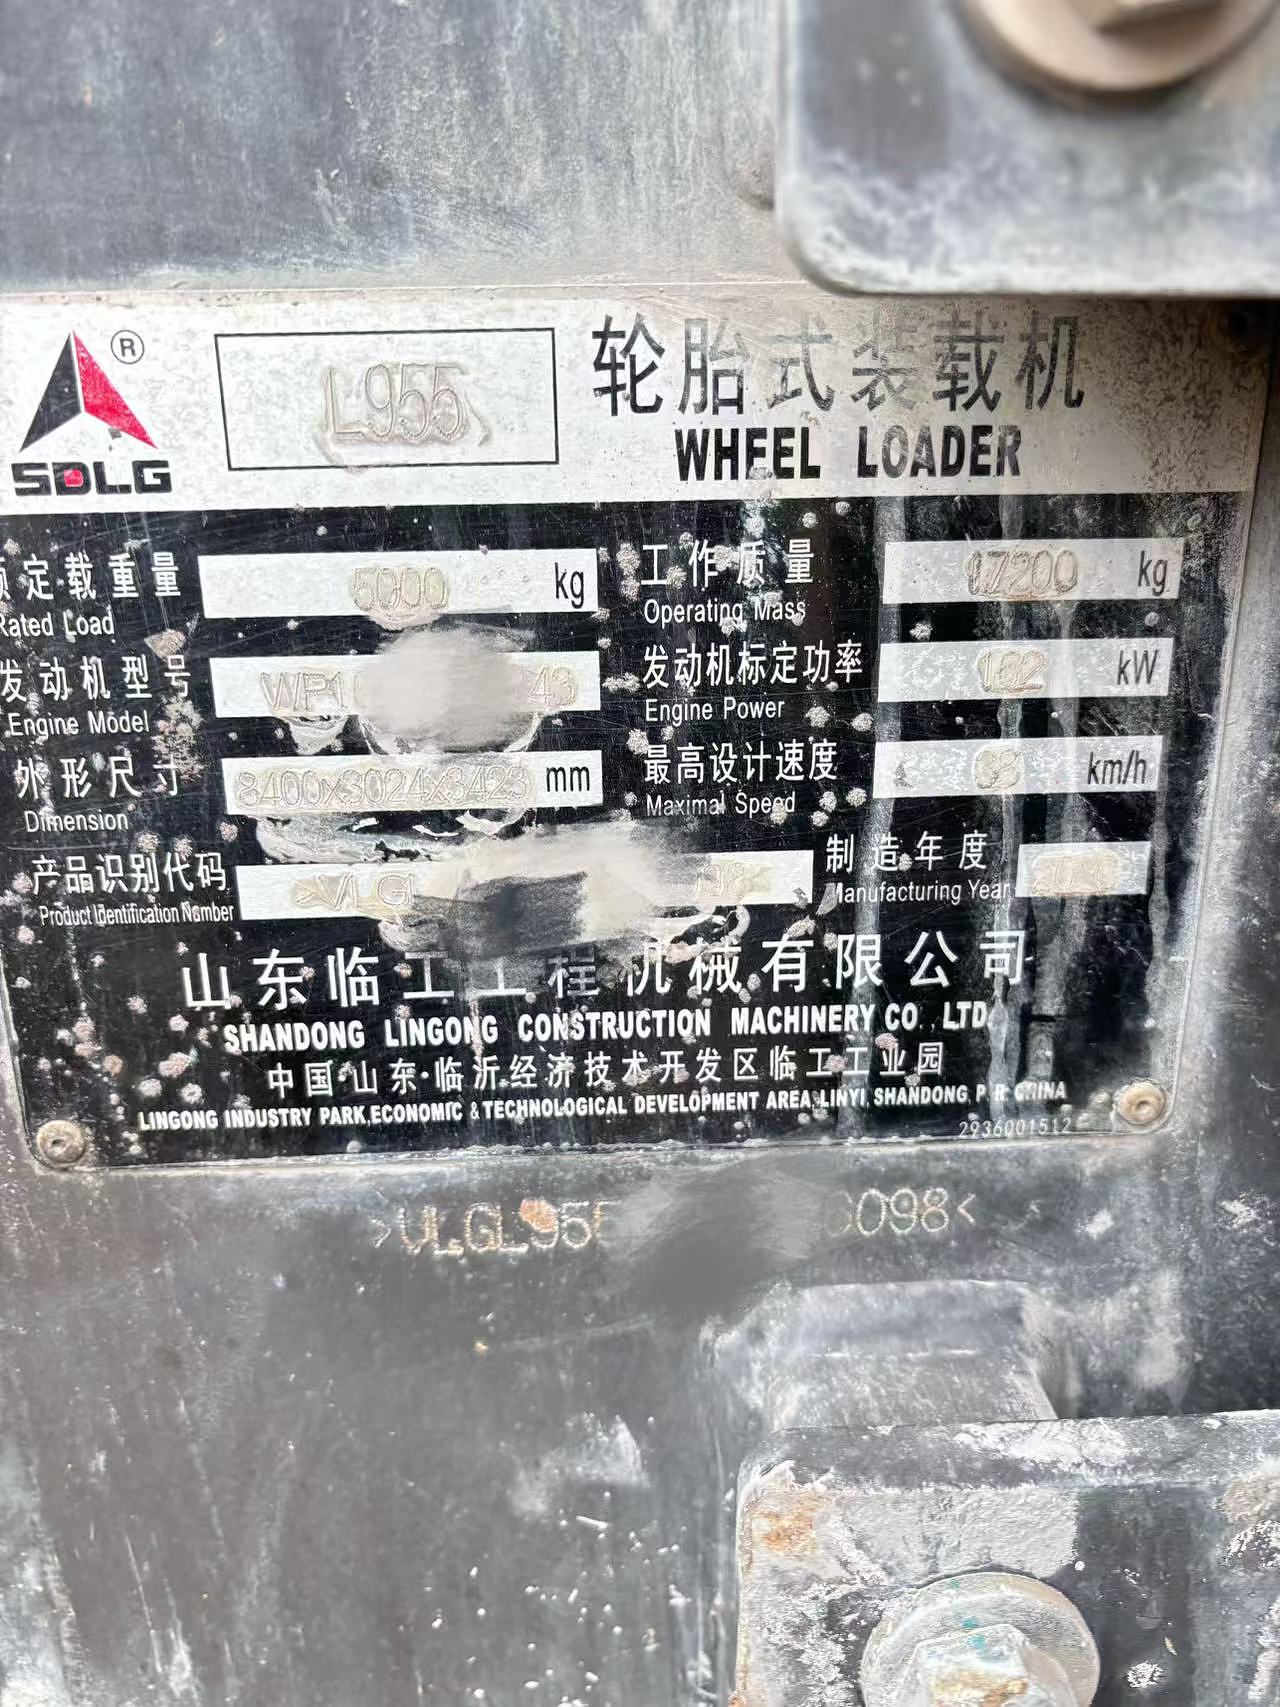 ®
SDLG
L955
轮胎式装载机
WHEEL LOADER
定载重量 5000 kg
Rated Load
工作质量 17200 kg
Operating Mass
发动机型号 WP1 43
Engine Model
发动机标定功率 162 kW
Engine Power
外形尺寸 8400x3024x3423 mm
Dimension
最高设计速度 38 km/h
Maximal Speed
产品识别代码 VLGL
Product Identification Number
制造年度
Manufacturing Year
山东临工工程机械有限公司
SHANDONG LINGONG CONSTRUCTION MACHINERY CO.,LTD
中国·山东·临沂经济技术开发区临工工业园
LINGONG INDUSTRY PARK,ECONOMIC & TECHNOLOGICAL DEVELOPMENT AREA,LINYI,SHANDONG,P.R.CHINA
2936001512
>VLGL955 0098<